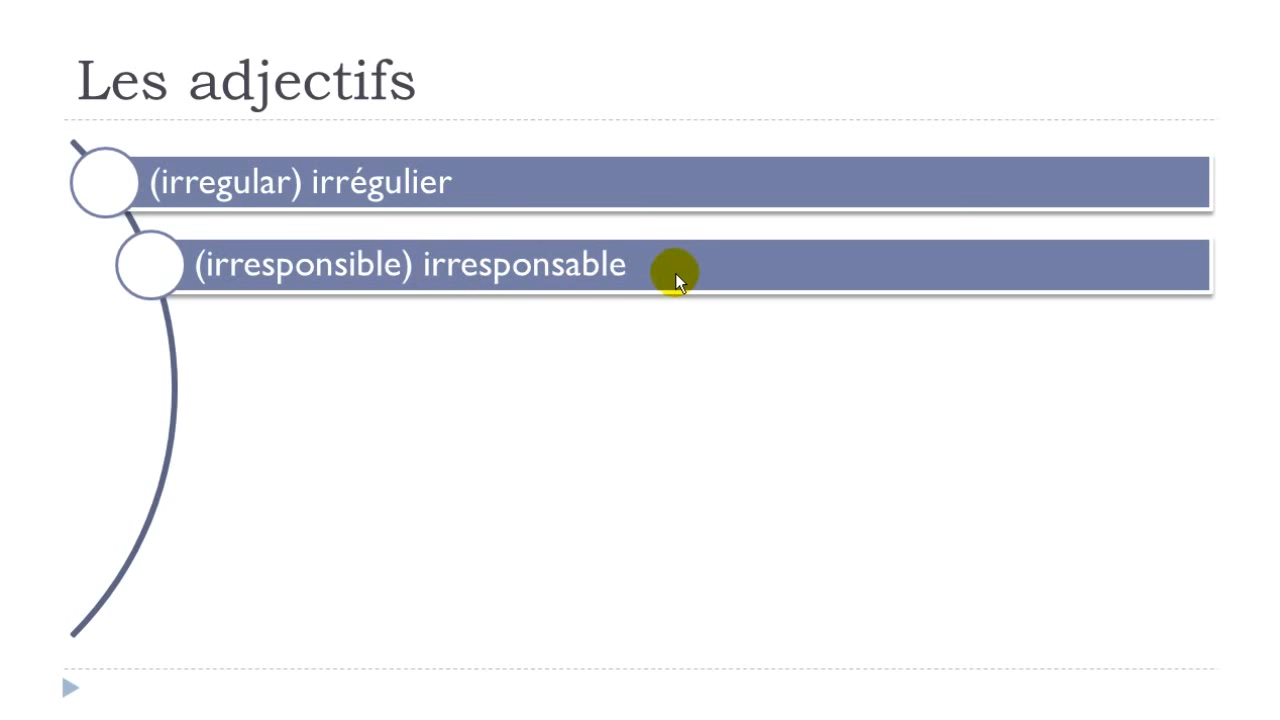 Les adjectifs
(irregular) irrégulier
(irresponsible) irresponsable